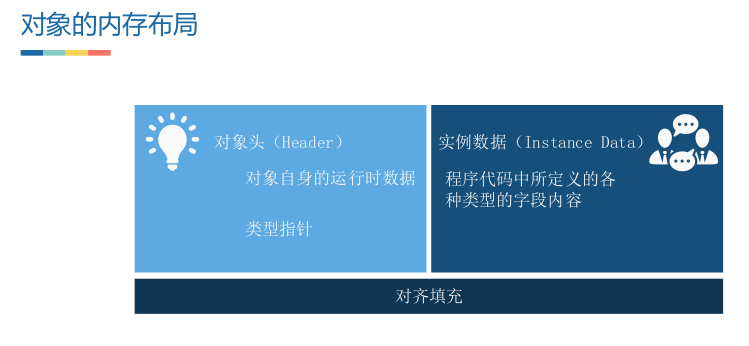 对象的内存布局
对象头（Header）
对象自身的运行时数据
类型指针
实例数据（Instance Data）
程序代码中所定义的各
种类型的字段内容
对齐填充